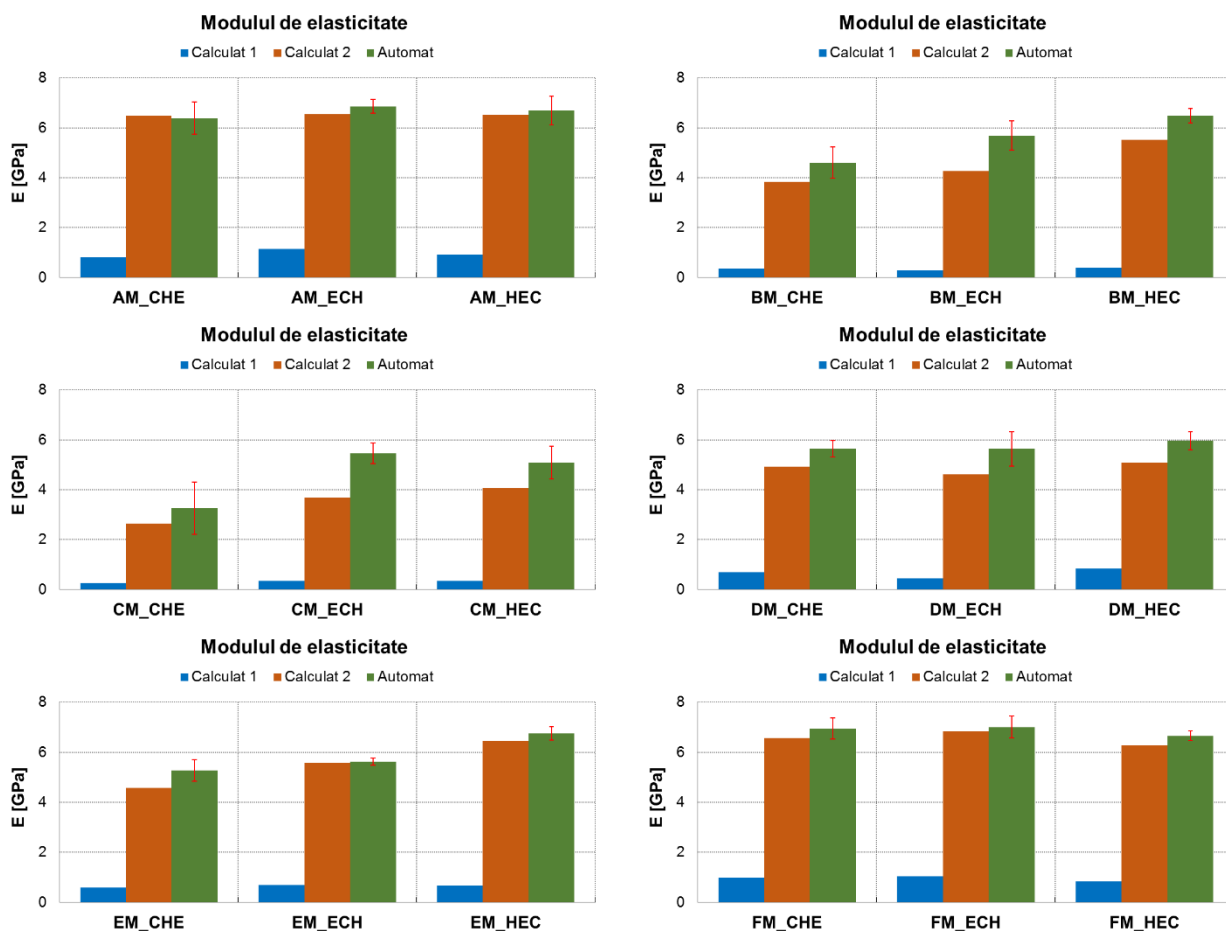 Modulul de elasticitate
Calculat 1 Calculat 2 Automat
8
6
4
2
0
E [GPa]
AM_CHE AM_ECH AM_HEC
Modulul de elasticitate
Calculat 1 Calculat 2 Automat
8
6
4
2
0
E [GPa]
BM_CHE BM_ECH BM_HEC
Modulul de elasticitate
Calculat 1 Calculat 2 Automat
8
6
4
2
0
E [GPa]
CM_CHE CM_ECH CM_HEC
Modulul de elasticitate
Calculat 1 Calculat 2 Automat
8
6
4
2
0
E [GPa]
DM_CHE DM_ECH DM_HEC
Modulul de elasticitate
Calculat 1 Calculat 2 Automat
8
6
4
2
0
E [GPa]
EM_CHE EM_ECH EM_HEC
Modulul de elasticitate
Calculat 1 Calculat 2 Automat
8
6
4
2
0
E [GPa]
FM_CHE FM_ECH FM_HEC